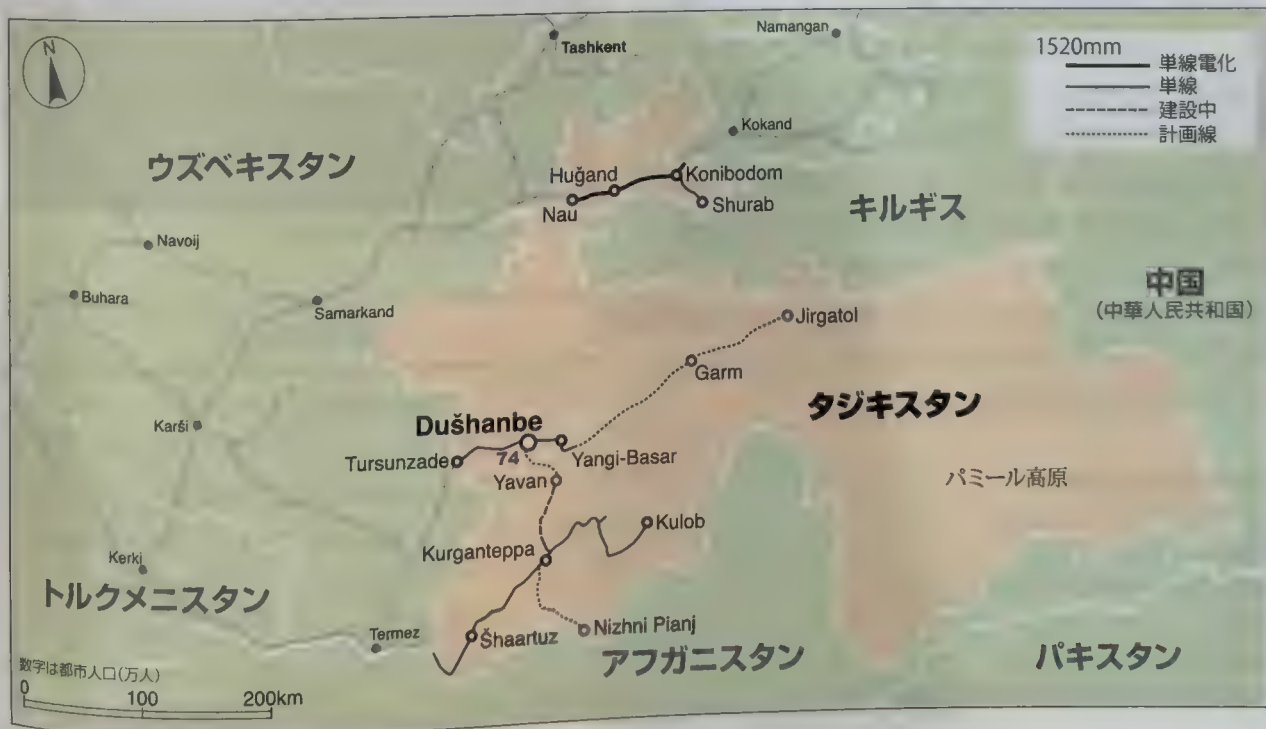 N
Tashkent
Namangan
1520mm
単線電化
単線
建設中
計画線
Kokand
ウズベキスタン
Huğand
Konibodom
Nau
Shurab
キルギス
Navoij
Buhara
Samarkand
中国
(中華人民共和国)
Jirgatol
Garm
タジキスタン
Karši
Dušhanbe
74
Tursunzade
Yangi-Basar
Yavan
パミール高原
Kulob
Kurganteppa
Kerki
トルクメニスタン
Termez
Šhaartuz
Nizhni Pianj
アフガニスタン
パキスタン
数字は都市人口(万人)
0 100 200km